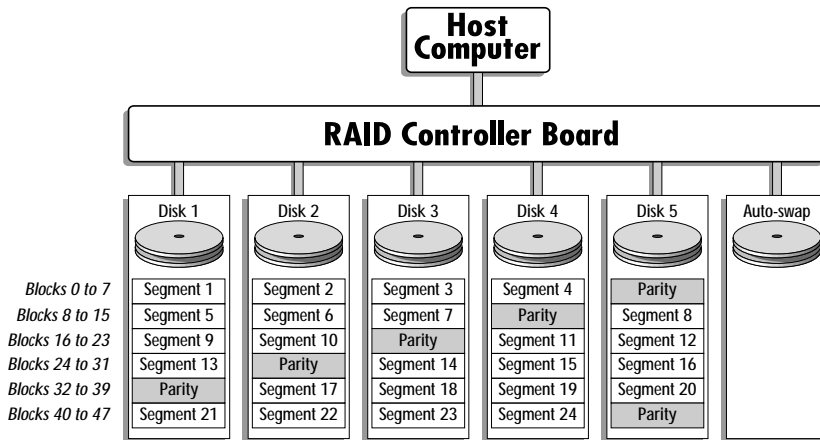 Host
Computer
RAID Controller Board
Disk 1 Disk 2 Disk 3 Disk 4 Disk 5 Auto-swap
Blocks 0 to 7 Segment 1 Segment 2 Segment 3 Segment 4 Parity
Blocks 8 to 15 Segment 5 Segment 6 Segment 7 Parity Segment 8
Blocks 16 to 23 Segment 9 Segment 10 Parity Segment 11 Segment 12
Blocks 24 to 31 Segment 13 Parity Segment 14 Segment 15 Segment 16
Blocks 32 to 39 Parity Segment 17 Segment 18 Segment 19 Segment 20
Blocks 40 to 47 Segment 21 Segment 22 Segment 23 Segment 24 Parity